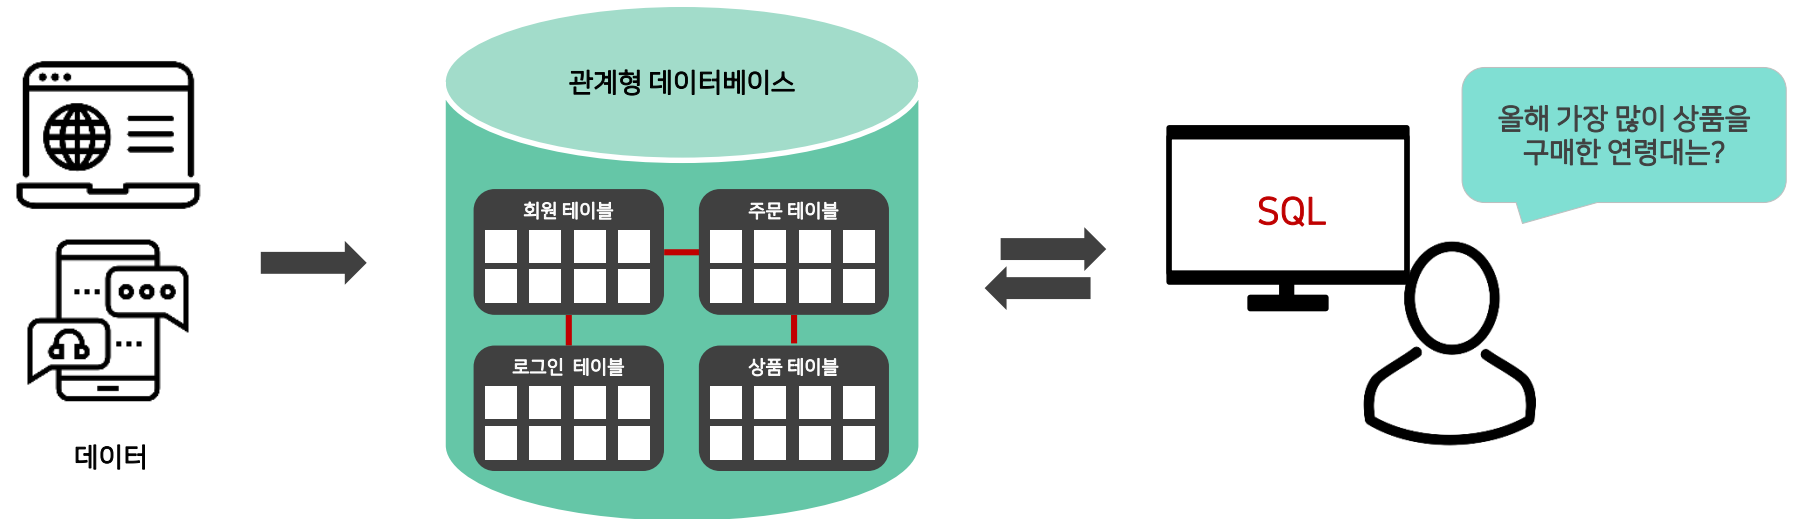 데이터
관계형 데이터베이스
회원 테이블
주문 테이블
로그인 테이블
상품 테이블
SQL
올해 가장 많이 상품을
구매한 연령대는?